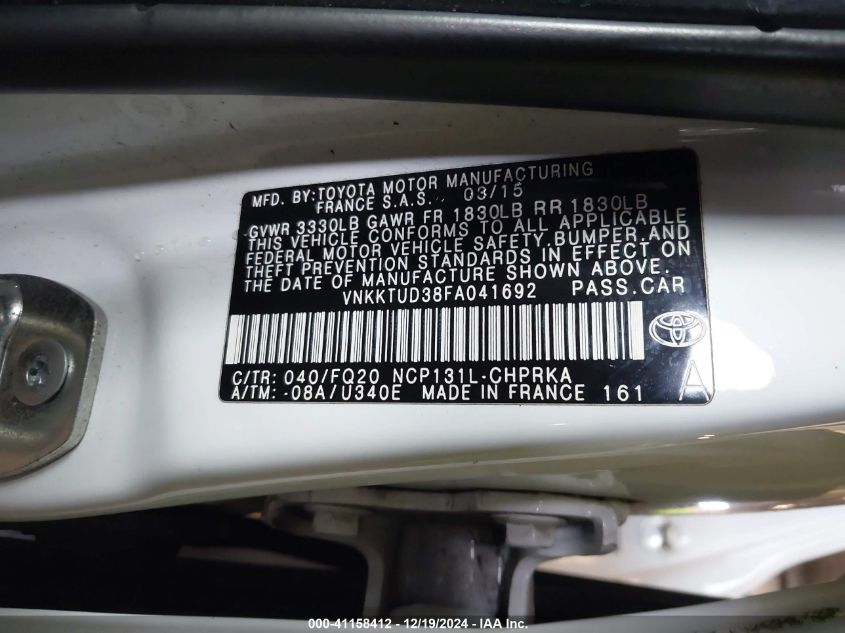 MFD. BY:TOYOTA MOTOR MANUFACTURING
FRANCE S.A.S. 03/15
GVWR 3330LB GAWR FR 1830LB RR 1830LB
THIS VEHICLE CONFORMS TO ALL APPLICABLE
FEDERAL MOTOR VEHICLE SAFETY,BUMPER,AND
THEFT PREVENTION STANDARDS IN EFFECT ON
THE DATE OF MANUFACTURE SHOWN ABOVE.
VNKKTUD38FA041692 PASS.CAR
C/TR: 040/FQ20 NCP131L-CHPRKA
A/TM: -08A/U340E MADE IN FRANCE 161 A
000-41158412 - 12/19/2024 - IAA Inc.